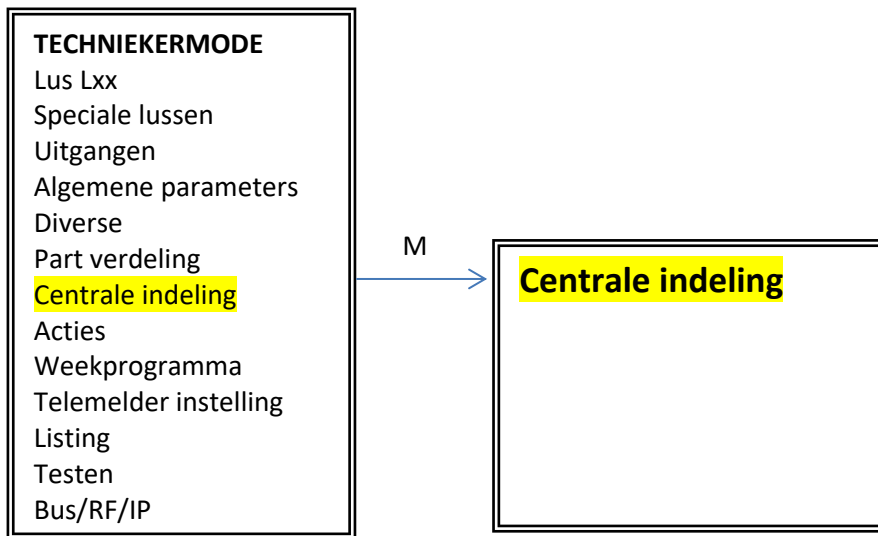 TECHNIEKERMODE
Lus Lxx
Speciale lussen
Uitgangen
Algemene parameters
Diverse
Part verdeling
Centrale indeling
Acties
Weekprogramma
Telemelder instelling
Listing
Testen
Bus/RF/IP
M
Centrale indeling